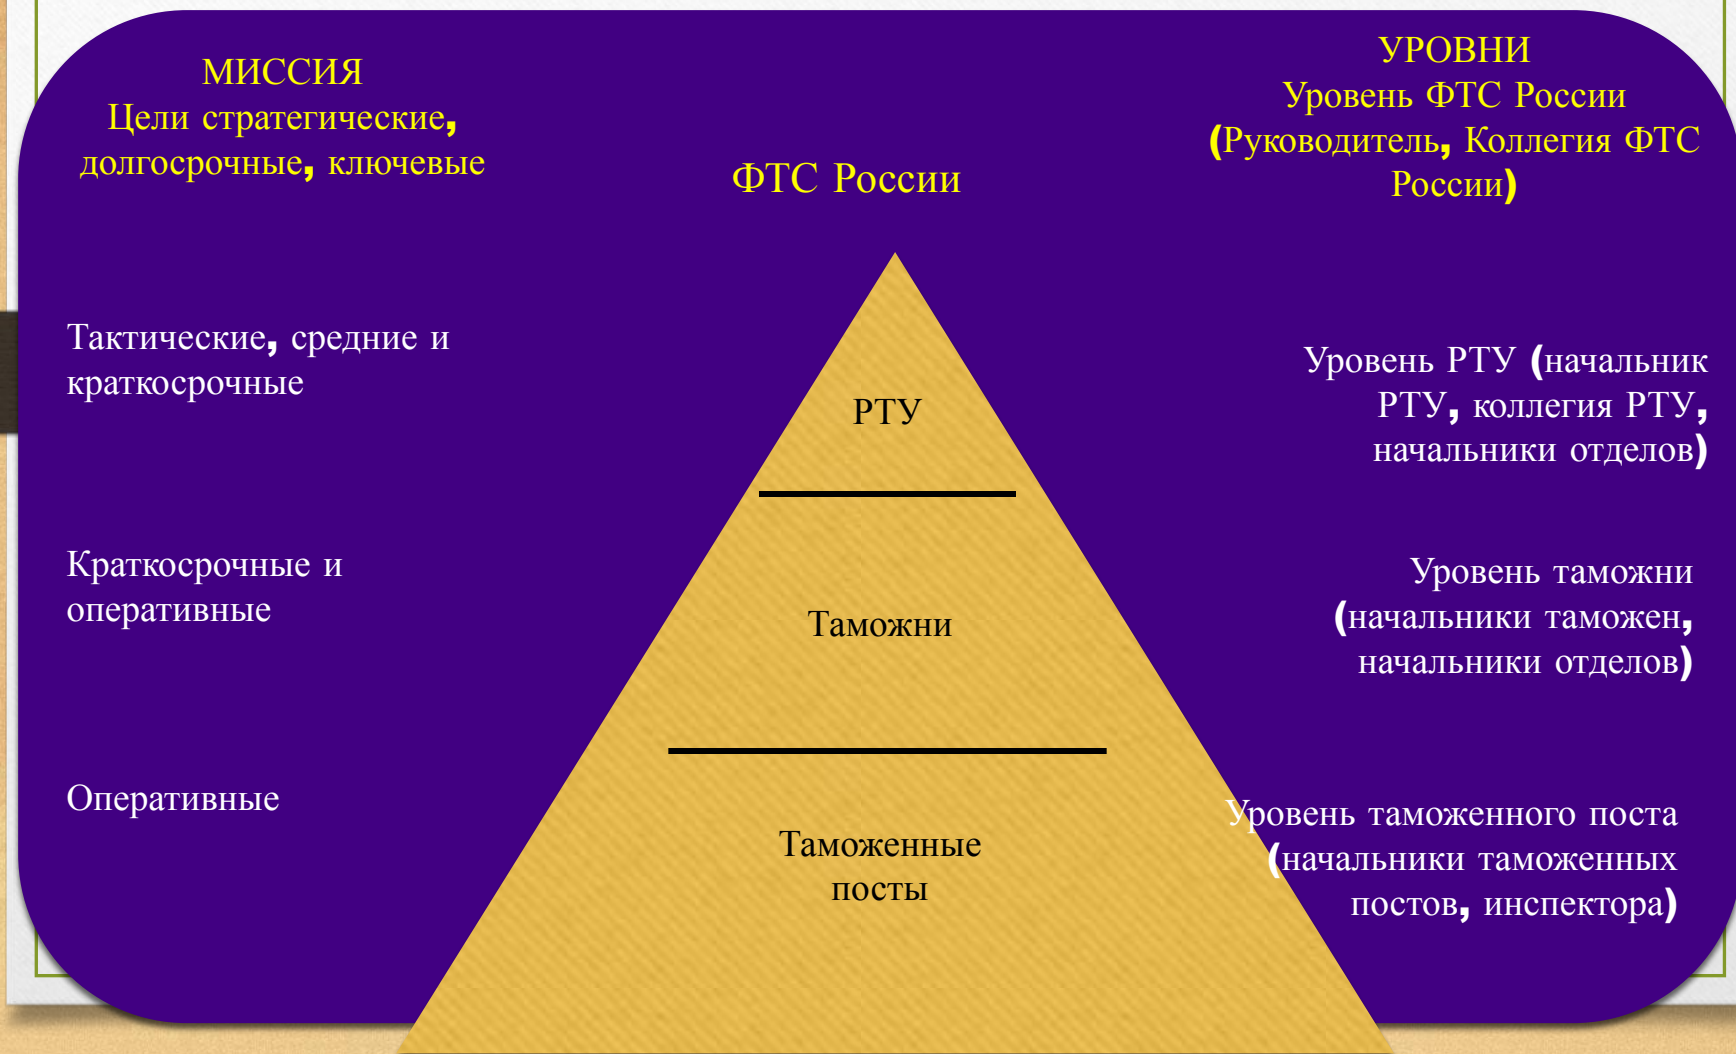 МИССИЯ
Цели стратегические,
долгосрочные, ключевые
ФТС России
УРОВНИ
Уровень ФТС России
(Руководитель, Коллегия ФТС
России)
Тактические, средние и
краткосрочные
РТУ
Уровень РТУ (начальник
РТУ, коллегия РТУ,
начальники отделов)
Краткосрочные и
оперативные
Таможни
Уровень таможни
(начальники таможен,
начальники отделов)
Оперативные
Таможенные
посты
Уровень таможенного поста
(начальники таможенных
постов, инспектора)